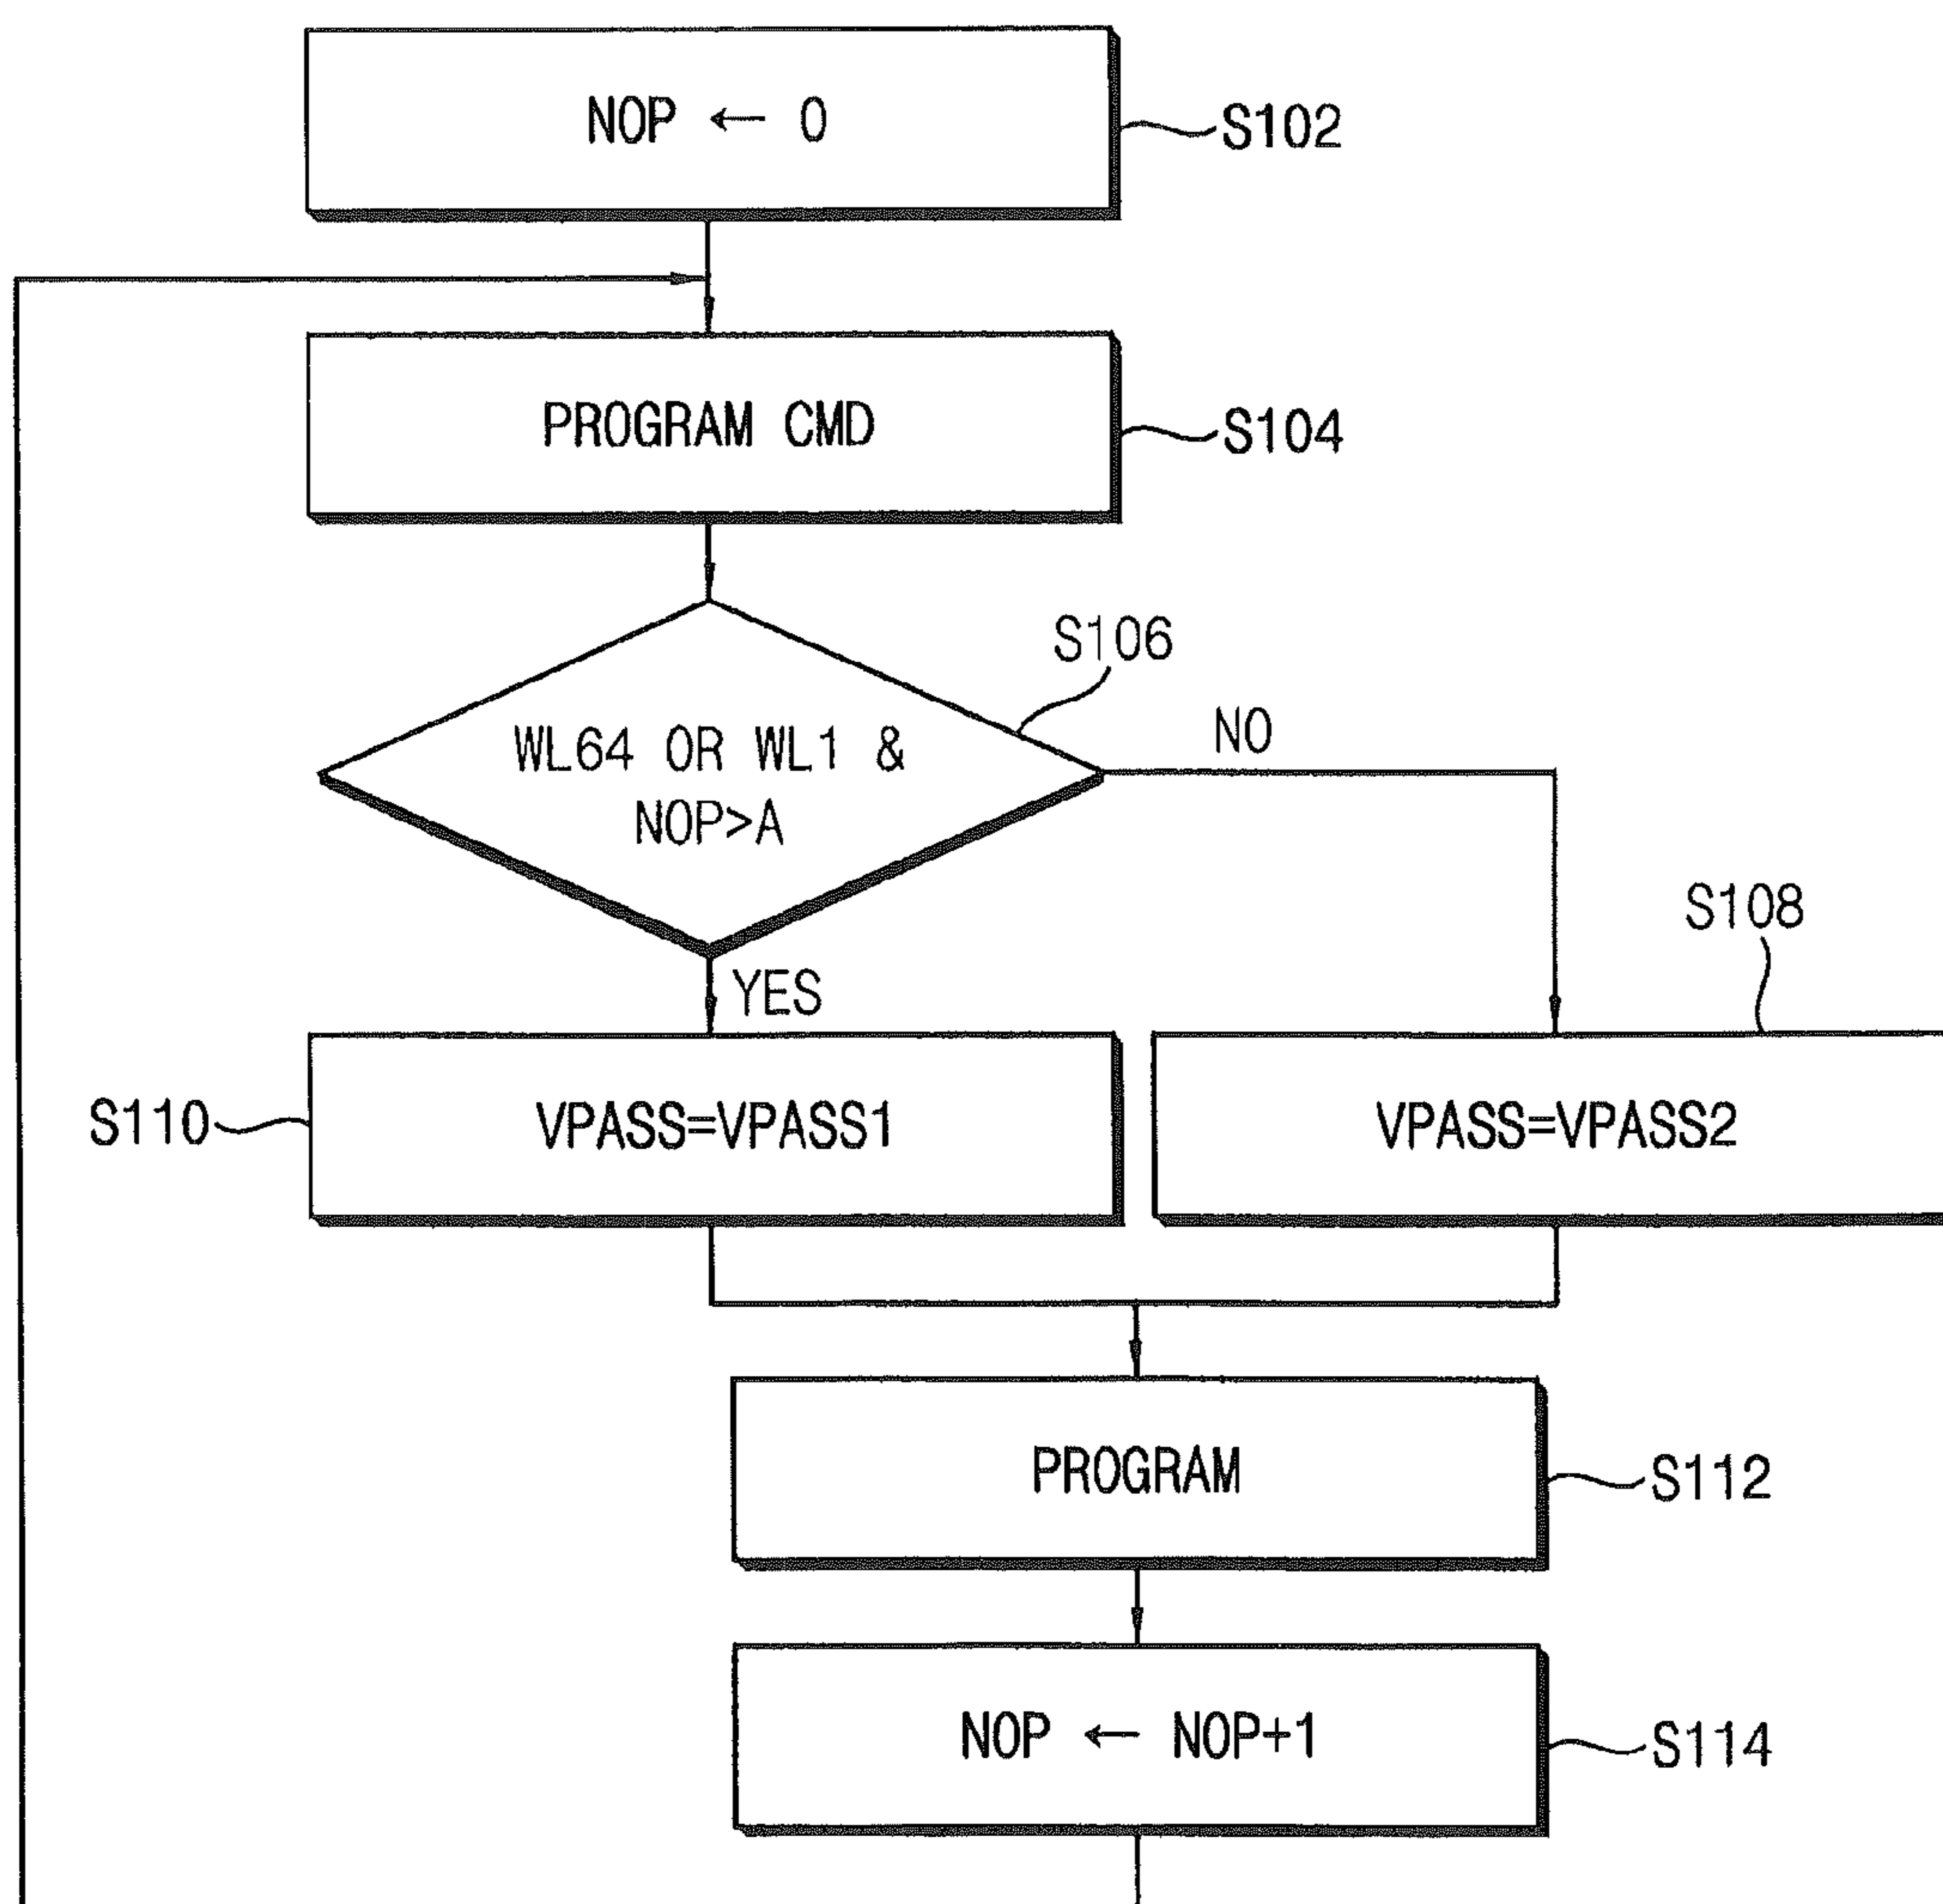 NOP ← 0
S102
PROGRAM CMD
S104
S106
WL64 OR WL1 &
NOP>A
NO
YES
S108
S110
VPASS=VPASS1
VPASS=VPASS2
PROGRAM
S112
NOP ← NOP+1
S114